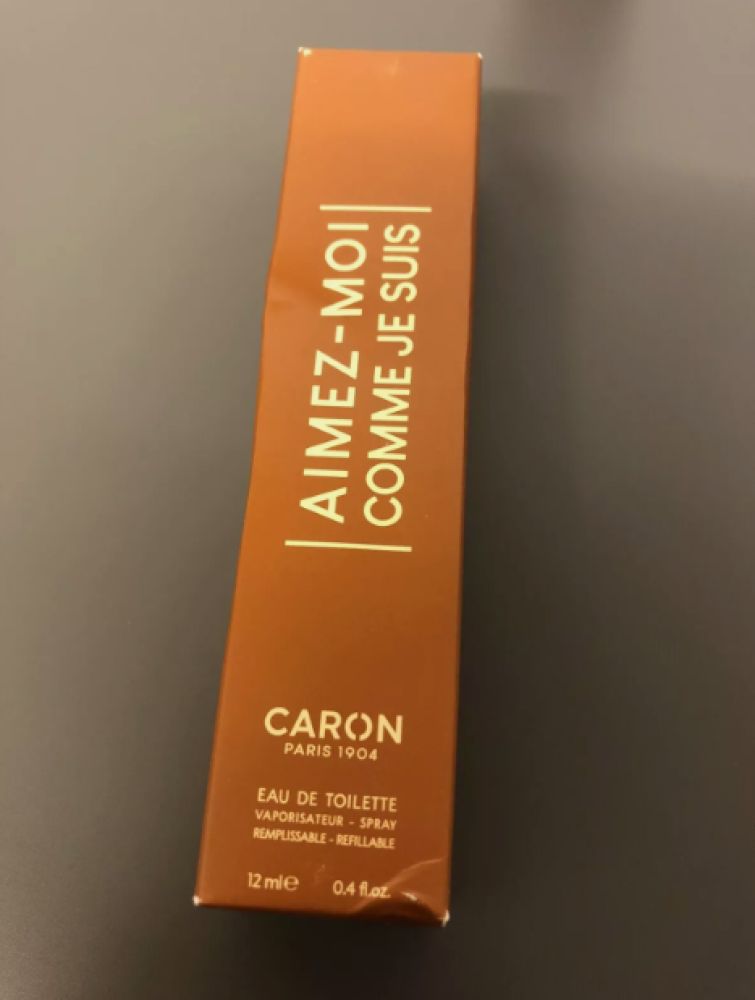 AIMEZ-MOI
COMME JE SUIS
CARON
PARIS 1904
EAU DE TOILETTE
VAPORISATEUR - SPRAY
REMPLISSABLE - REFILLABLE
12 ml e 0.4 fl.oz.